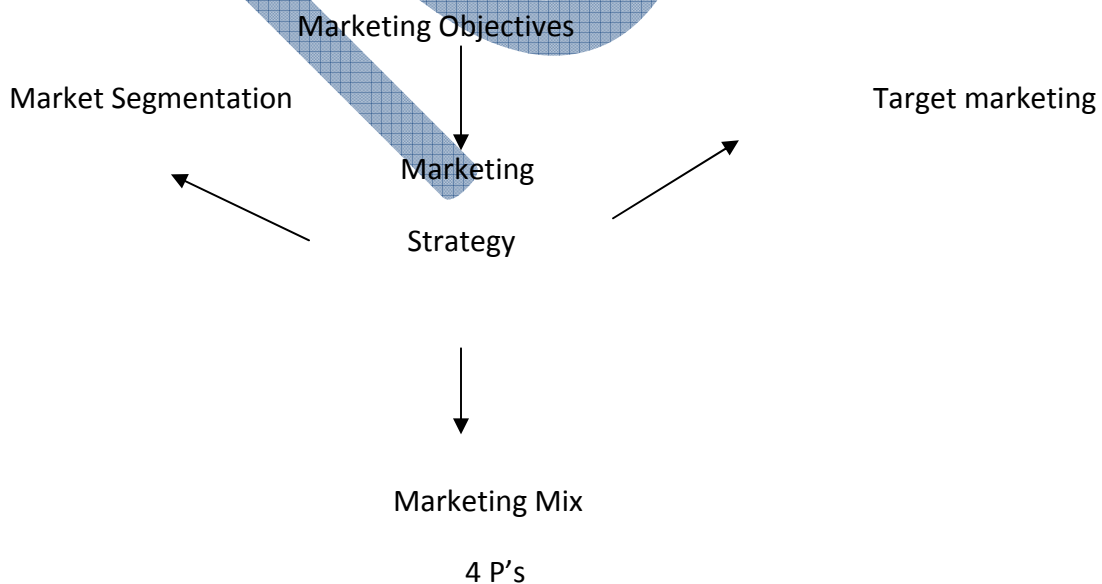 Marketing Objectives
Market Segmentation
Target marketing
Marketing
Strategy
Marketing Mix
4 P’s